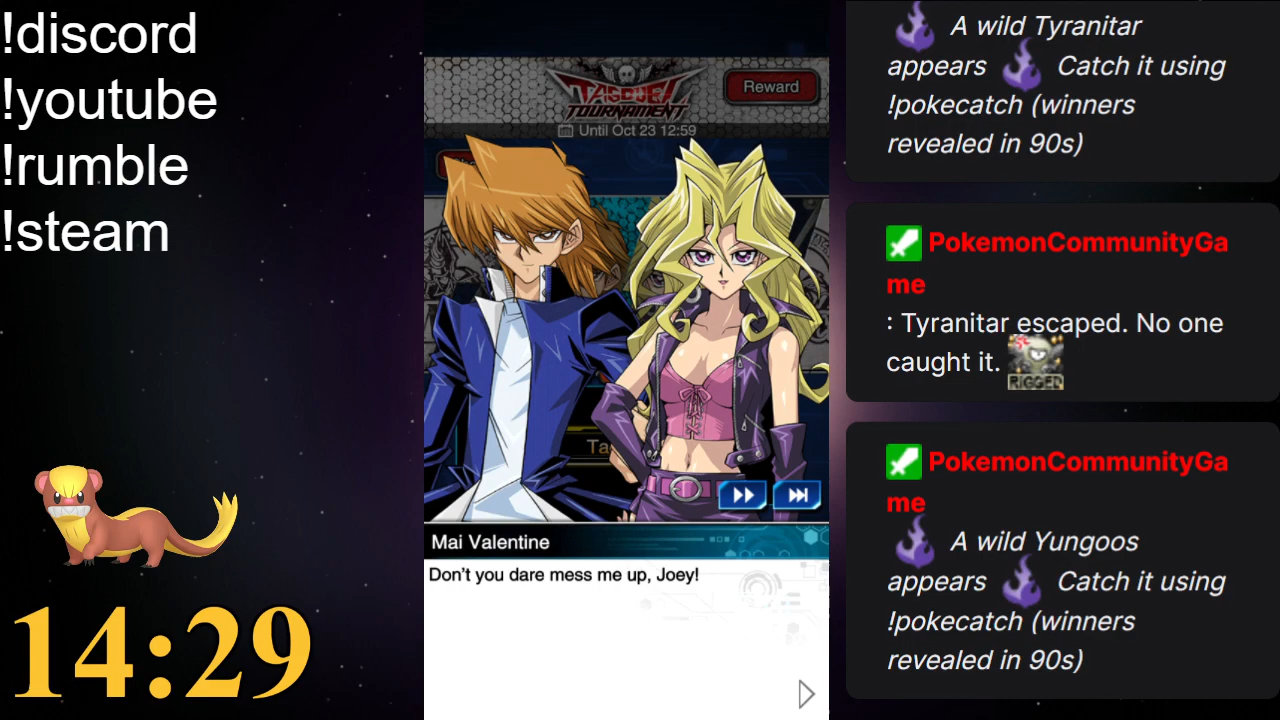 !discord
!youtube
!rumble
!steam
14:29
TAG DUEL
TOURNAMENT
Reward
Until Oct 23 12:59
Ta
Mai Valentine
Don't you dare mess me up, Joey!
A wild Tyranitar
appears Catch it using
!pokecatch (winners
revealed in 90s)
PokemonCommunityGa
me
: Tyranitar escaped. No one
caught it.
RIGGED
PokemonCommunityGa
me
A wild Yungoos
appears Catch it using
!pokecatch (winners
revealed in 90s)